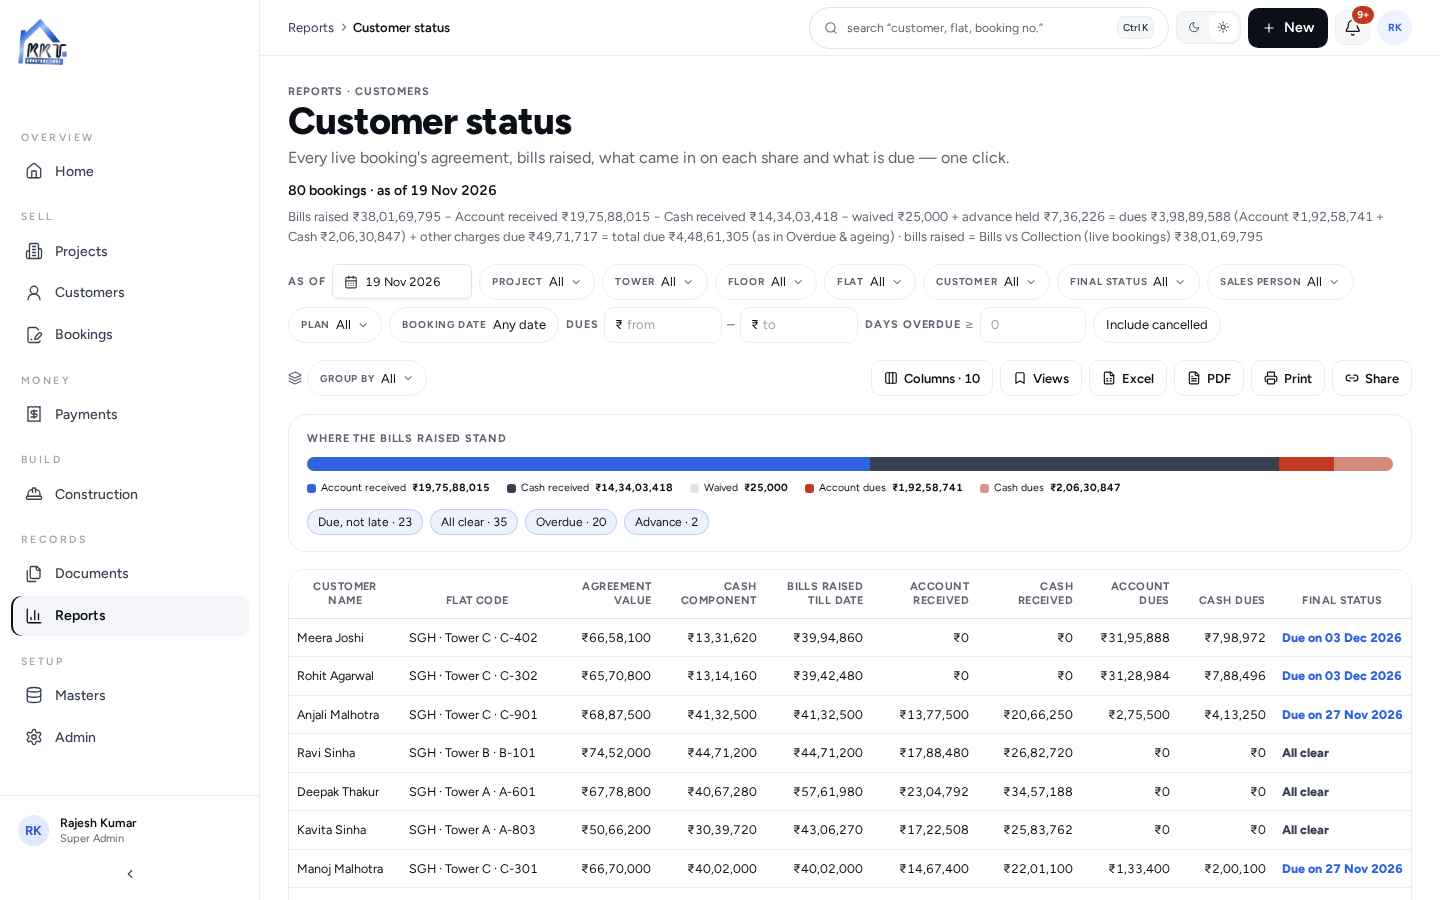 RKT
CONSTRUCTIONS
Reports > Customer status
search “customer, flat, booking no.”
Ctrl K
+ New
9+
RK
OVERVIEW
Home
SELL
Projects
Customers
Bookings
MONEY
Payments
BUILD
Construction
RECORDS
Documents
Reports
SETUP
Masters
Admin
RK
Rajesh Kumar
Super Admin
REPORTS · CUSTOMERS
Customer status
Every live booking's agreement, bills raised, what came in on each share and what is due — one click.
80 bookings · as of 19 Nov 2026
Bills raised ₹38,01,69,795 − Account received ₹19,75,88,015 − Cash received ₹14,34,03,418 − waived ₹25,000 + advance held ₹7,36,226 = dues ₹3,98,89,588 (Account ₹1,92,58,741 +
Cash ₹2,06,30,847) + other charges due ₹49,71,717 = total due ₹4,48,61,305 (as in Overdue & ageing) · bills raised = Bills vs Collection (live bookings) ₹38,01,69,795
AS OF 19 Nov 2026 PROJECT All TOWER All FLOOR All FLAT All CUSTOMER All FINAL STATUS All SALES PERSON All
PLAN All BOOKING DATE Any date DUES ₹ from – ₹ to DAYS OVERDUE ≥ 0 Include cancelled
GROUP BY All Columns · 10 Views Excel PDF Print Share
WHERE THE BILLS RAISED STAND
Account received ₹19,75,88,015 Cash received ₹14,34,03,418 Waived ₹25,000 Account dues ₹1,92,58,741 Cash dues ₹2,06,30,847
Due, not late · 23 All clear · 35 Overdue · 20 Advance · 2
CUSTOMER NAME FLAT CODE AGREEMENT VALUE CASH COMPONENT BILLS RAISED TILL DATE ACCOUNT RECEIVED CASH RECEIVED ACCOUNT DUES CASH DUES FINAL STATUS
Meera Joshi SGH · Tower C · C-402 ₹66,58,100 ₹13,31,620 ₹39,94,860 ₹0 ₹0 ₹31,95,888 ₹7,98,972 Due on 03 Dec 2026
Rohit Agarwal SGH · Tower C · C-302 ₹65,70,800 ₹13,14,160 ₹39,42,480 ₹0 ₹0 ₹31,28,984 ₹7,88,496 Due on 03 Dec 2026
Anjali Malhotra SGH · Tower C · C-901 ₹68,87,500 ₹41,32,500 ₹41,32,500 ₹13,77,500 ₹20,66,250 ₹2,75,500 ₹4,13,250 Due on 27 Nov 2026
Ravi Sinha SGH · Tower B · B-101 ₹74,52,000 ₹44,71,200 ₹44,71,200 ₹17,88,480 ₹26,82,720 ₹0 ₹0 All clear
Deepak Thakur SGH · Tower A · A-601 ₹67,78,800 ₹40,67,280 ₹57,61,980 ₹23,04,792 ₹34,57,188 ₹0 ₹0 All clear
Kavita Sinha SGH · Tower A · A-803 ₹50,66,200 ₹30,39,720 ₹43,06,270 ₹17,22,508 ₹25,83,762 ₹0 ₹0 All clear
Manoj Malhotra SGH · Tower C · C-301 ₹66,70,000 ₹40,02,000 ₹40,02,000 ₹14,67,400 ₹22,01,100 ₹1,33,400 ₹2,00,100 Due on 27 Nov 2026